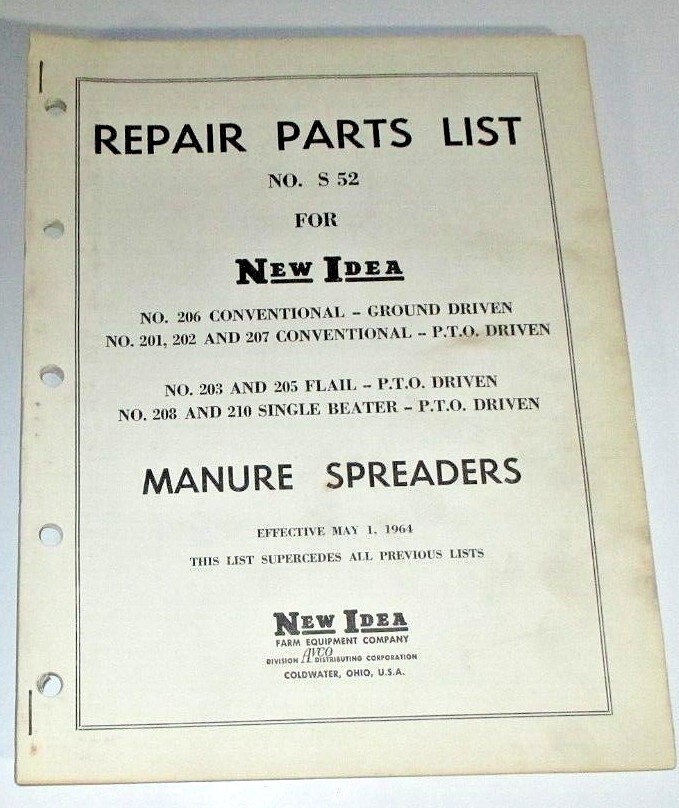 REPAIR PARTS LIST
NO. S 52
FOR
NEW IDEA
NO. 206 CONVENTIONAL - GROUND DRIVEN
NO. 201, 202 AND 207 CONVENTIONAL - P.T.O. DRIVEN
NO. 203 AND 205 FLAIL - P.T.O. DRIVEN
NO. 208 AND 210 SINGLE BEATER - P.T.O. DRIVEN
MANURE SPREADERS
EFFECTIVE MAY 1, 1964
THIS LIST SUPERCEDES ALL PREVIOUS LISTS
NEW IDEA
FARM EQUIPMENT COMPANY
DIVISION AVCO DISTRIBUTING CORPORATION
COLDWATER, OHIO, U.S.A.